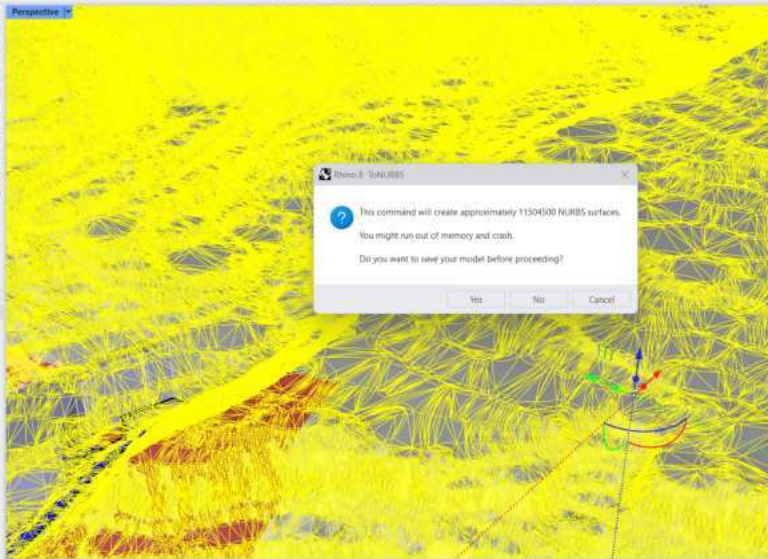 Perspective
Rhino 8 ToNURBS
This command will create approximately 11504500 NURBS surfaces.
You might run out of memory and crash.
Do you want to save your model before proceeding?
Yes No Cancel